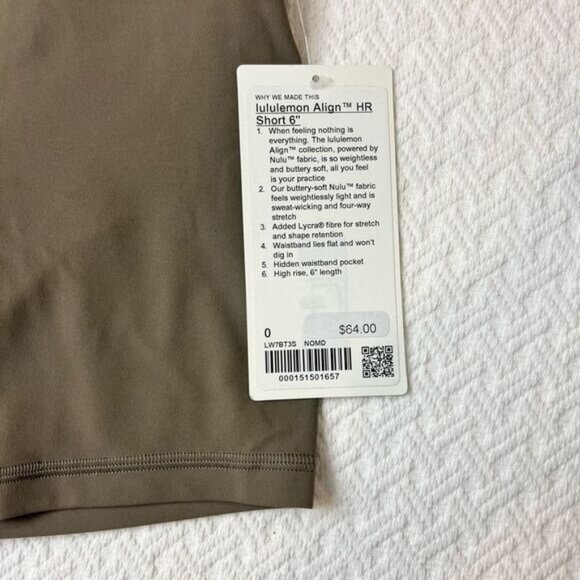 WHY WE MADE THIS
lululemon Align™ HR
Short 6"
1. When feeling nothing is
everything. The lululemon
Align™ collection, powered by
Nulu™ fabric, is so weightless
and buttery soft, all you feel
is your practice
2. Our buttery-soft Nulu™ fabric
feels weightlessly light and is
sweat-wicking and four-way
stretch
3. Added Lycra® fibre for stretch
and shape retention
4. Waistband lies flat and won't
dig in
5. Hidden waistband pocket
6. High rise, 6" length
0 $64.00
LW7BT3S NOMD
000151501657